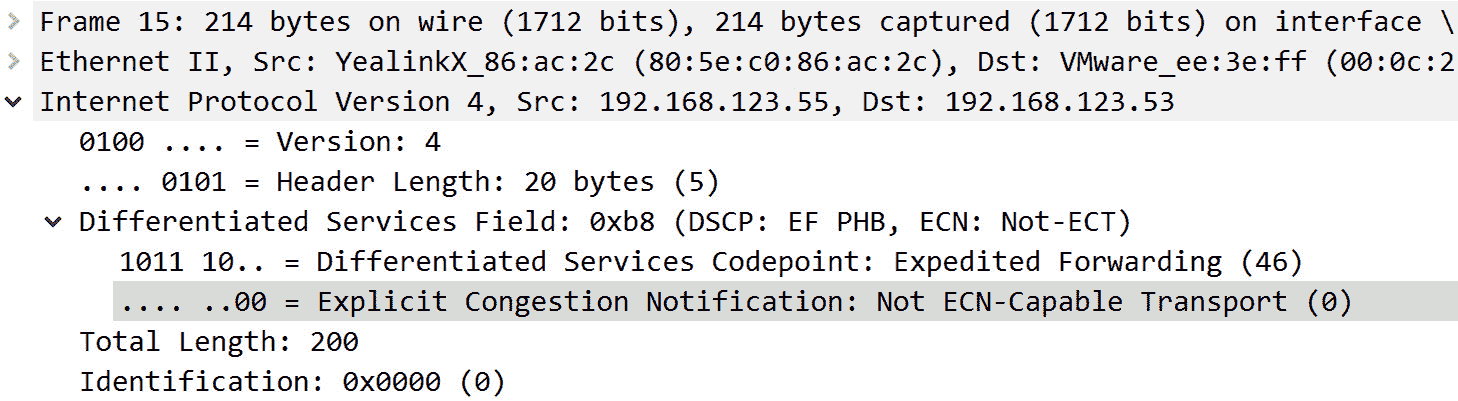 Frame 15: 214 bytes on wire (1712 bits), 214 bytes captured (1712 bits) on interface \
Ethernet II, Src: YealinkX_86:ac:2c (80:5e:c0:86:ac:2c), Dst: VMware_ee:3e:ff (00:0c:2
Internet Protocol Version 4, Src: 192.168.123.55, Dst: 192.168.123.53
0100 .... = Version: 4
.... 0101 = Header Length: 20 bytes (5)
Differentiated Services Field: 0xb8 (DSCP: EF PHB, ECN: Not-ECT)
1011 10.. = Differentiated Services Codepoint: Expedited Forwarding (46)
.... ..00 = Explicit Congestion Notification: Not ECN-Capable Transport (0)
Total Length: 200
Identification: 0x0000 (0)